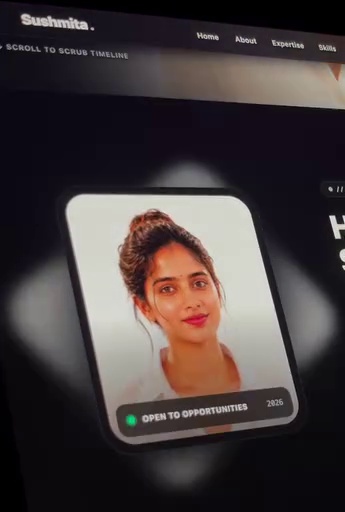 Sushmita.
Home About Expertise Skills
SCROLL TO SCRUB TIMELINE
//
H
S
OPEN TO OPPORTUNITIES 2026